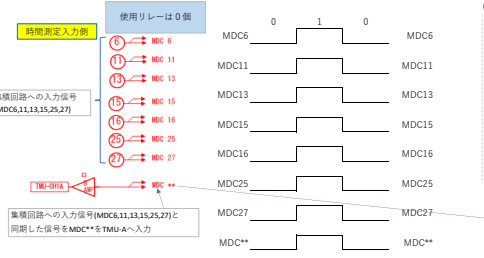 使用リレーは０個
時間測定入力側
0 1 0
6 MDC 6
11 MDC 11
13 MDC 13
15 MDC 15
16 MDC 16
25 MDC 25
27 MDC 27
積回路への入力信号
MDC6,11,13,15,25,27)
TMU-CH1A
13
AMP
MDC **
集積回路への入力信号(MDC6,11,13,15,25,27)と
同期した信号をMDC**をTMU-Aへ入力
MDC6 MDC6
MDC11 MDC11
MDC13 MDC13
MDC15 MDC15
MDC16 MDC16
MDC25 MDC25
MDC27 MDC27
MDC** MDC**